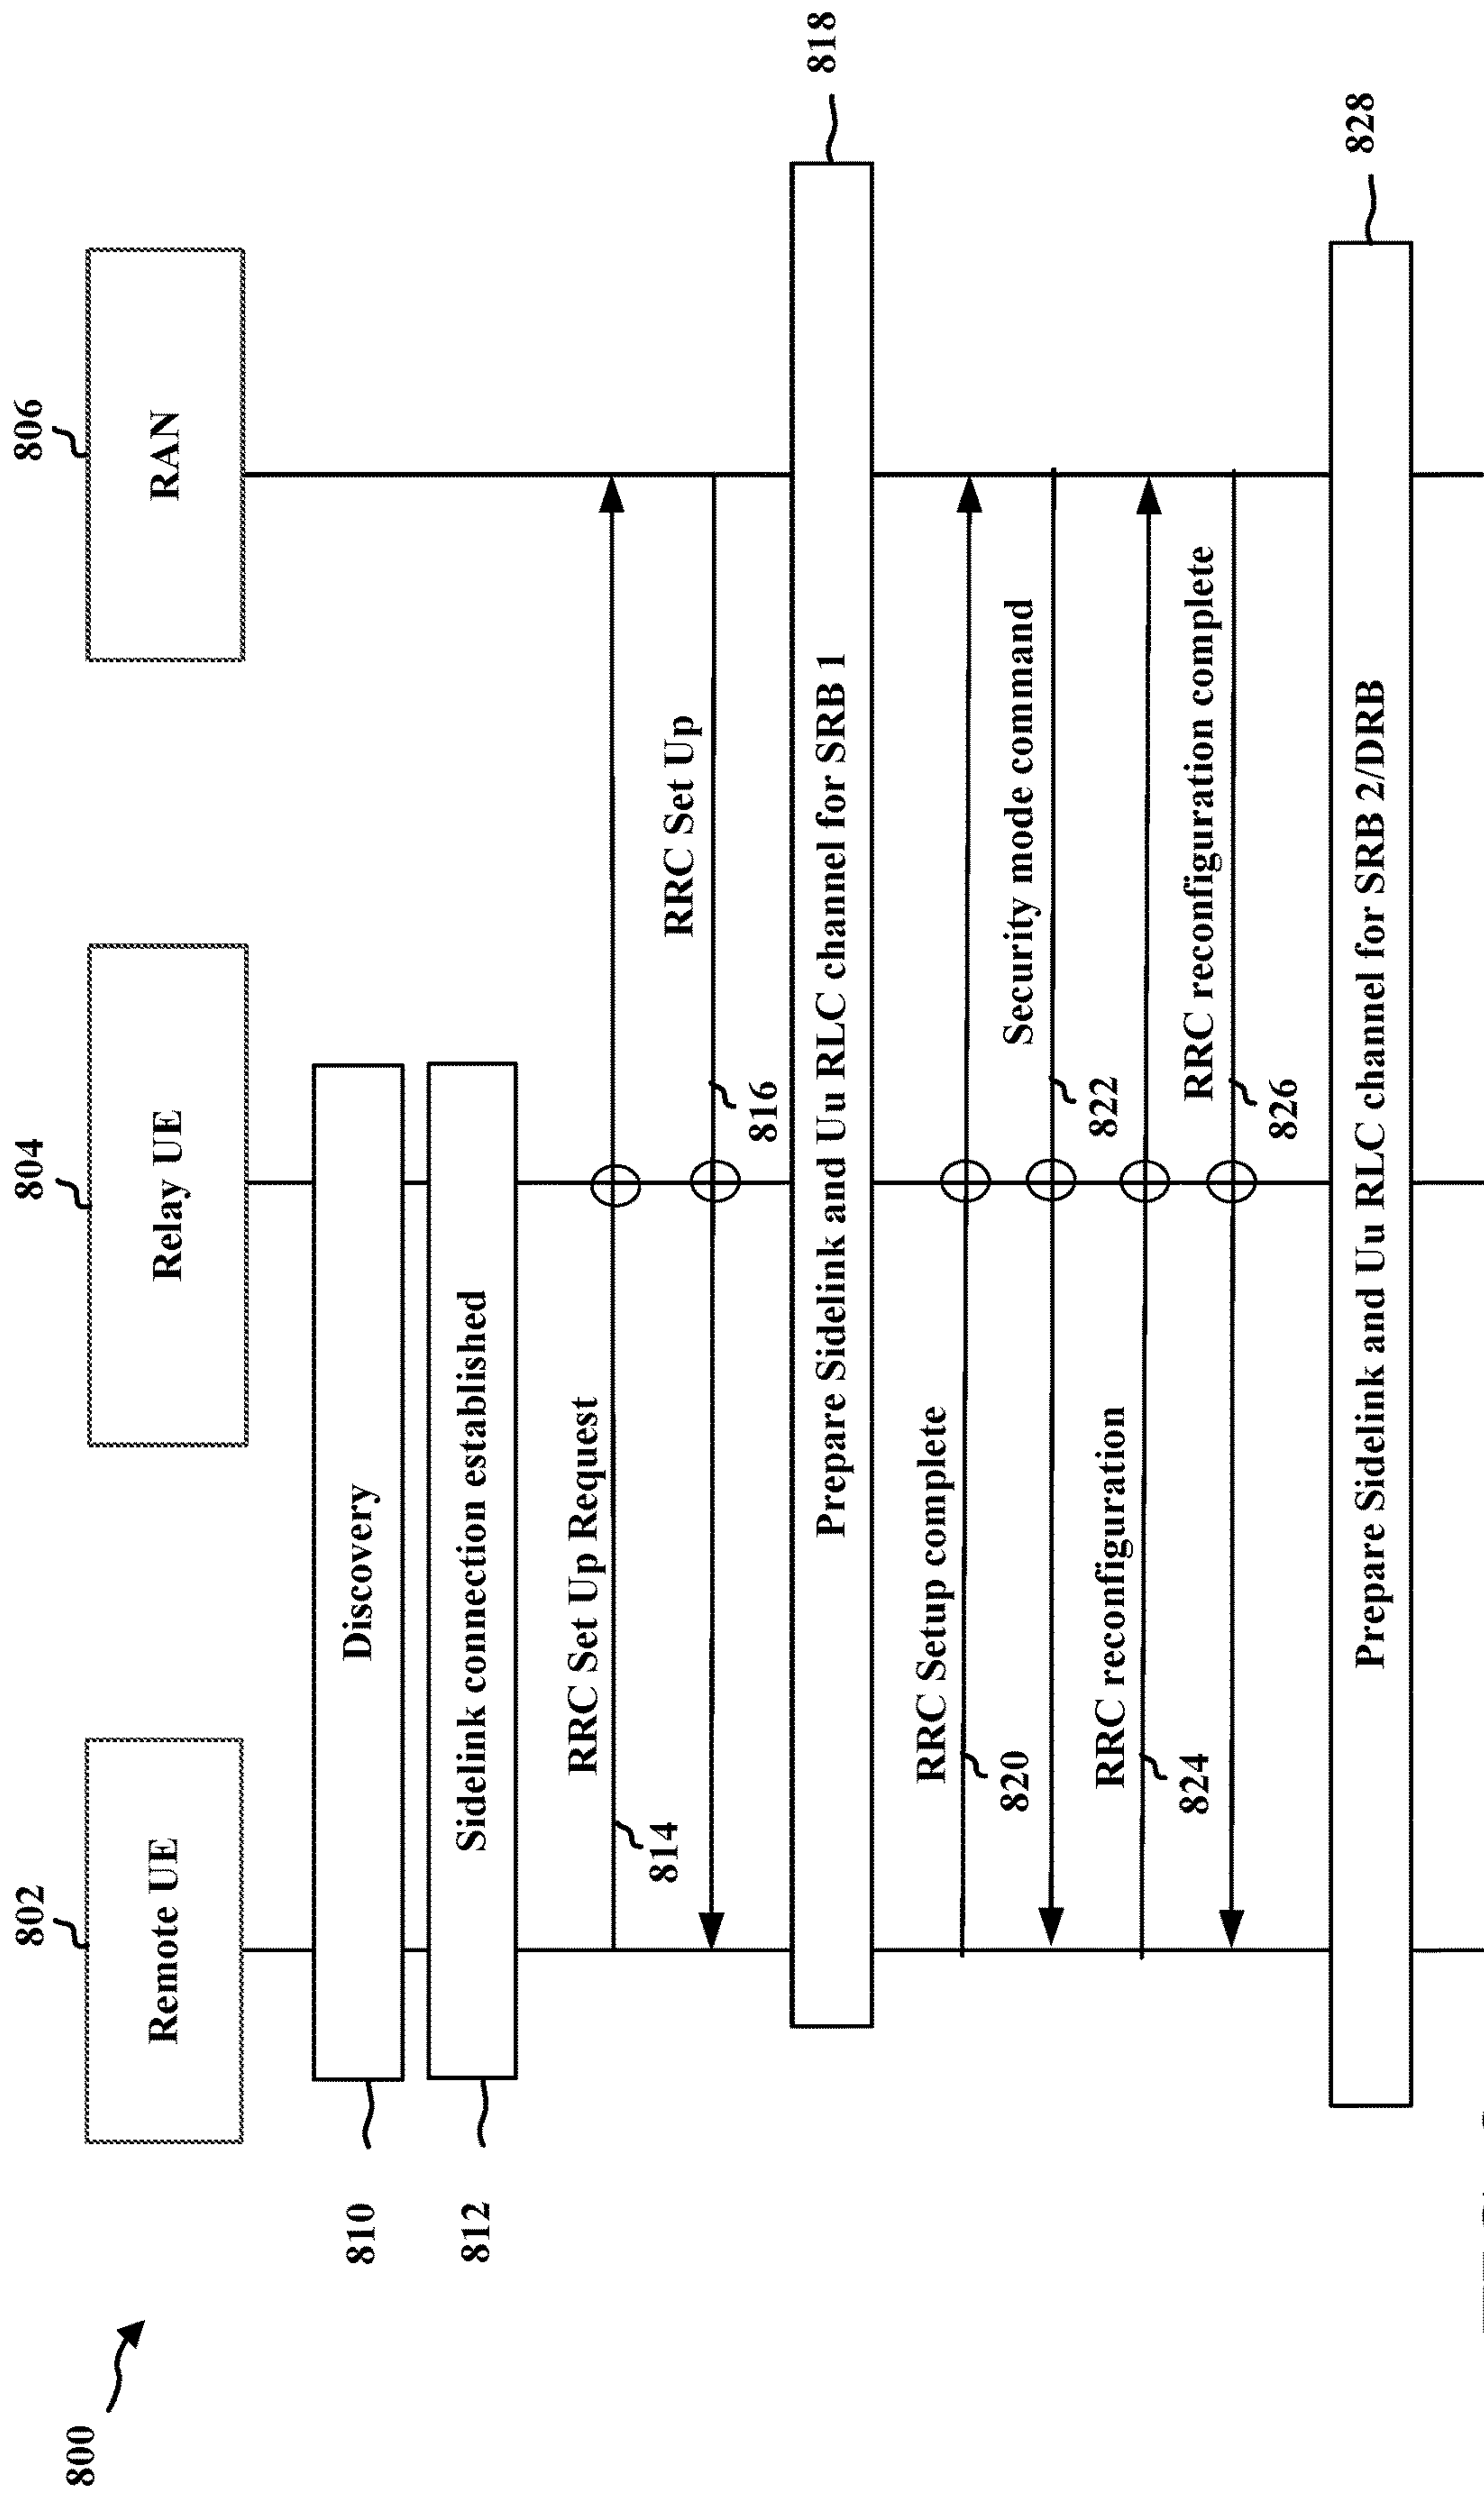 800
802
804
806
Remote UE
Relay UE
RAN
810
Discovery
812
Sidelink connection established
RRC Set Up Request
814
RRC Set Up
816
Prepare Sidelink and Uu RLC channel for SRB 1
818
RRC Setup complete
820
Security mode command
822
RRC reconfiguration
824
RRC reconfiguration complete
826
Prepare Sidelink and Uu RLC channel for SRB 2/DRB
828